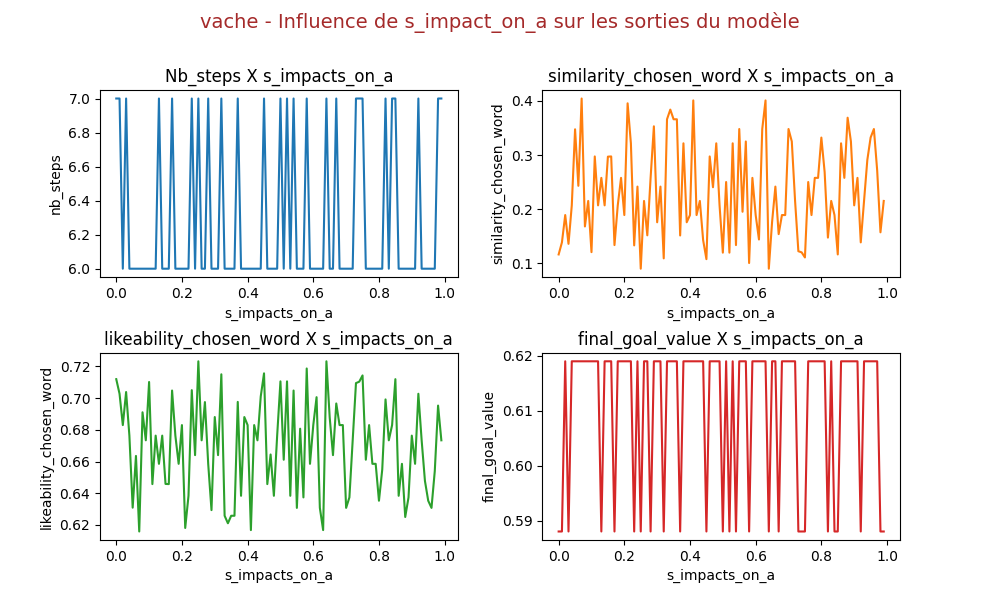 vache - Influence de s_impact_on_a sur les sorties du modèle
Nb_steps X s_impacts_on_a
nb_steps
7.0
6.8
6.6
6.4
6.2
6.0
0.0 0.2 0.4 0.6 0.8 1.0
s_impacts_on_a
similarity_chosen_word X s_impacts_on_a
similarity_chosen_word
0.4
0.3
0.2
0.1
0.0 0.2 0.4 0.6 0.8 1.0
s_impacts_on_a
likeability_chosen_word X s_impacts_on_a
likeability_chosen_word
0.72
0.70
0.68
0.66
0.64
0.62
0.0 0.2 0.4 0.6 0.8 1.0
s_impacts_on_a
final_goal_value X s_impacts_on_a
final_goal_value
0.62
0.61
0.60
0.59
0.0 0.2 0.4 0.6 0.8 1.0
s_impacts_on_a